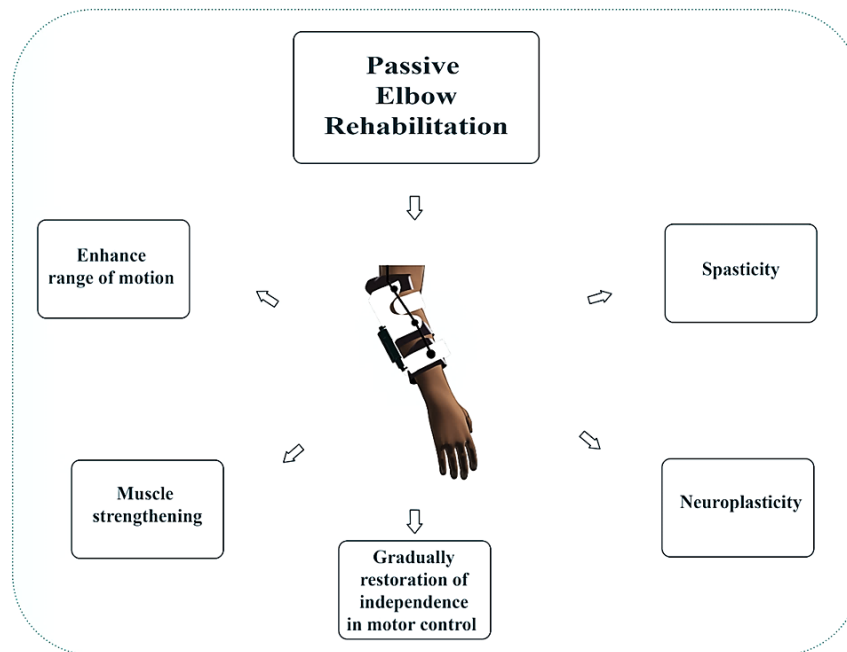 Passive
Elbow
Rehabilitation
Enhance
range of motion
Spasticity
Muscle
strengthening
Neuroplasticity
Gradually
restoration of
independence
in motor control